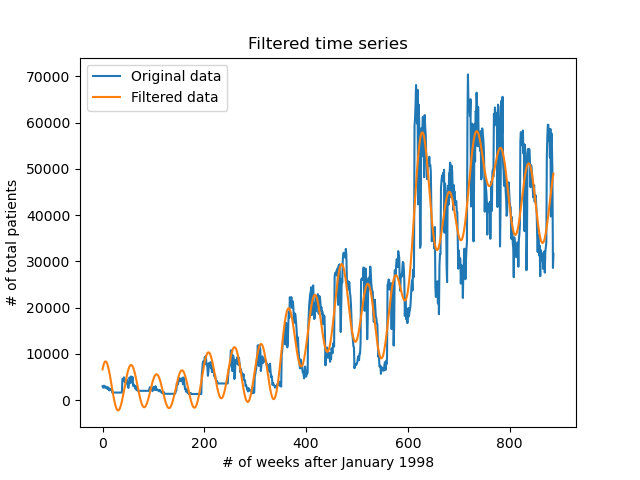 Filtered time series
Original data
Filtered data
# of total patients
70000
60000
50000
40000
30000
20000
10000
0
0 200 400 600 800
# of weeks after January 1998